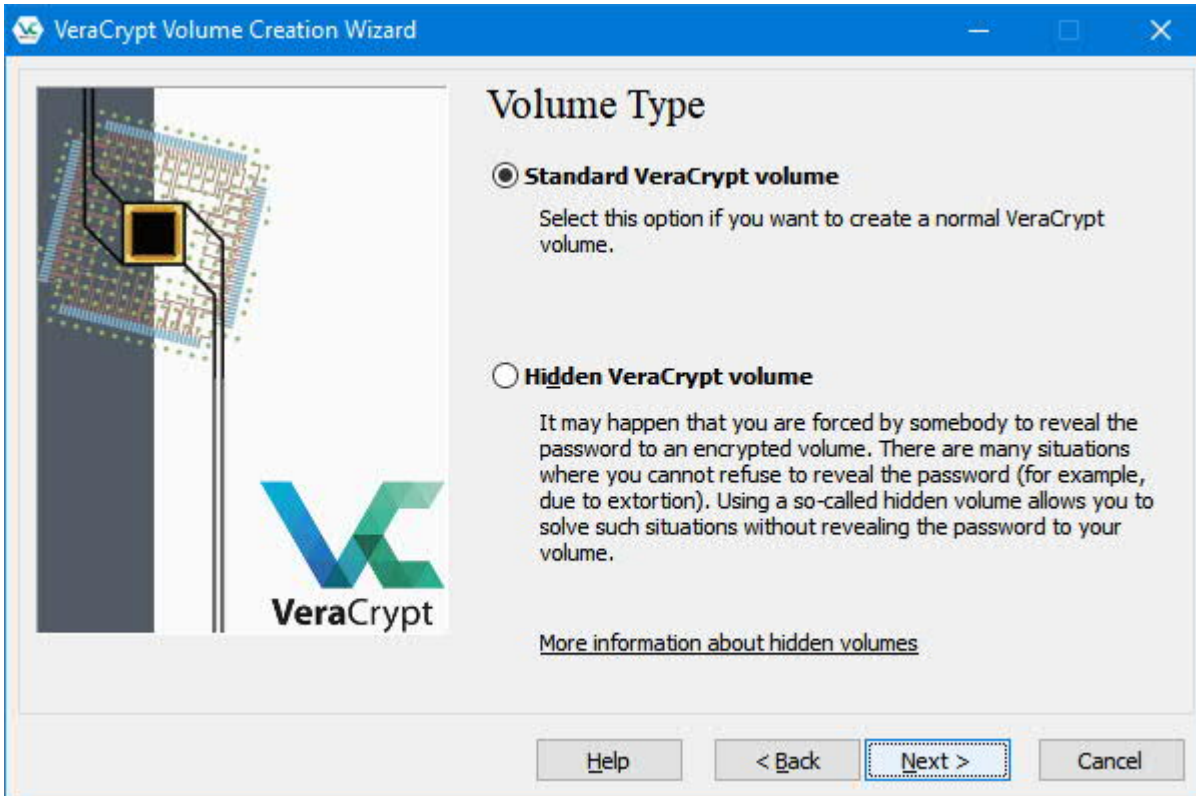 VeraCrypt Volume Creation Wizard
Volume Type
Standard VeraCrypt volume
Select this option if you want to create a normal VeraCrypt
volume.
Hidden VeraCrypt volume
It may happen that you are forced by somebody to reveal the
password to an encrypted volume. There are many situations
where you cannot refuse to reveal the password (for example,
due to extortion). Using a so-called hidden volume allows you to
solve such situations without revealing the password to your
volume.
VeraCrypt
More information about hidden volumes
Help
< Back
Next >
Cancel